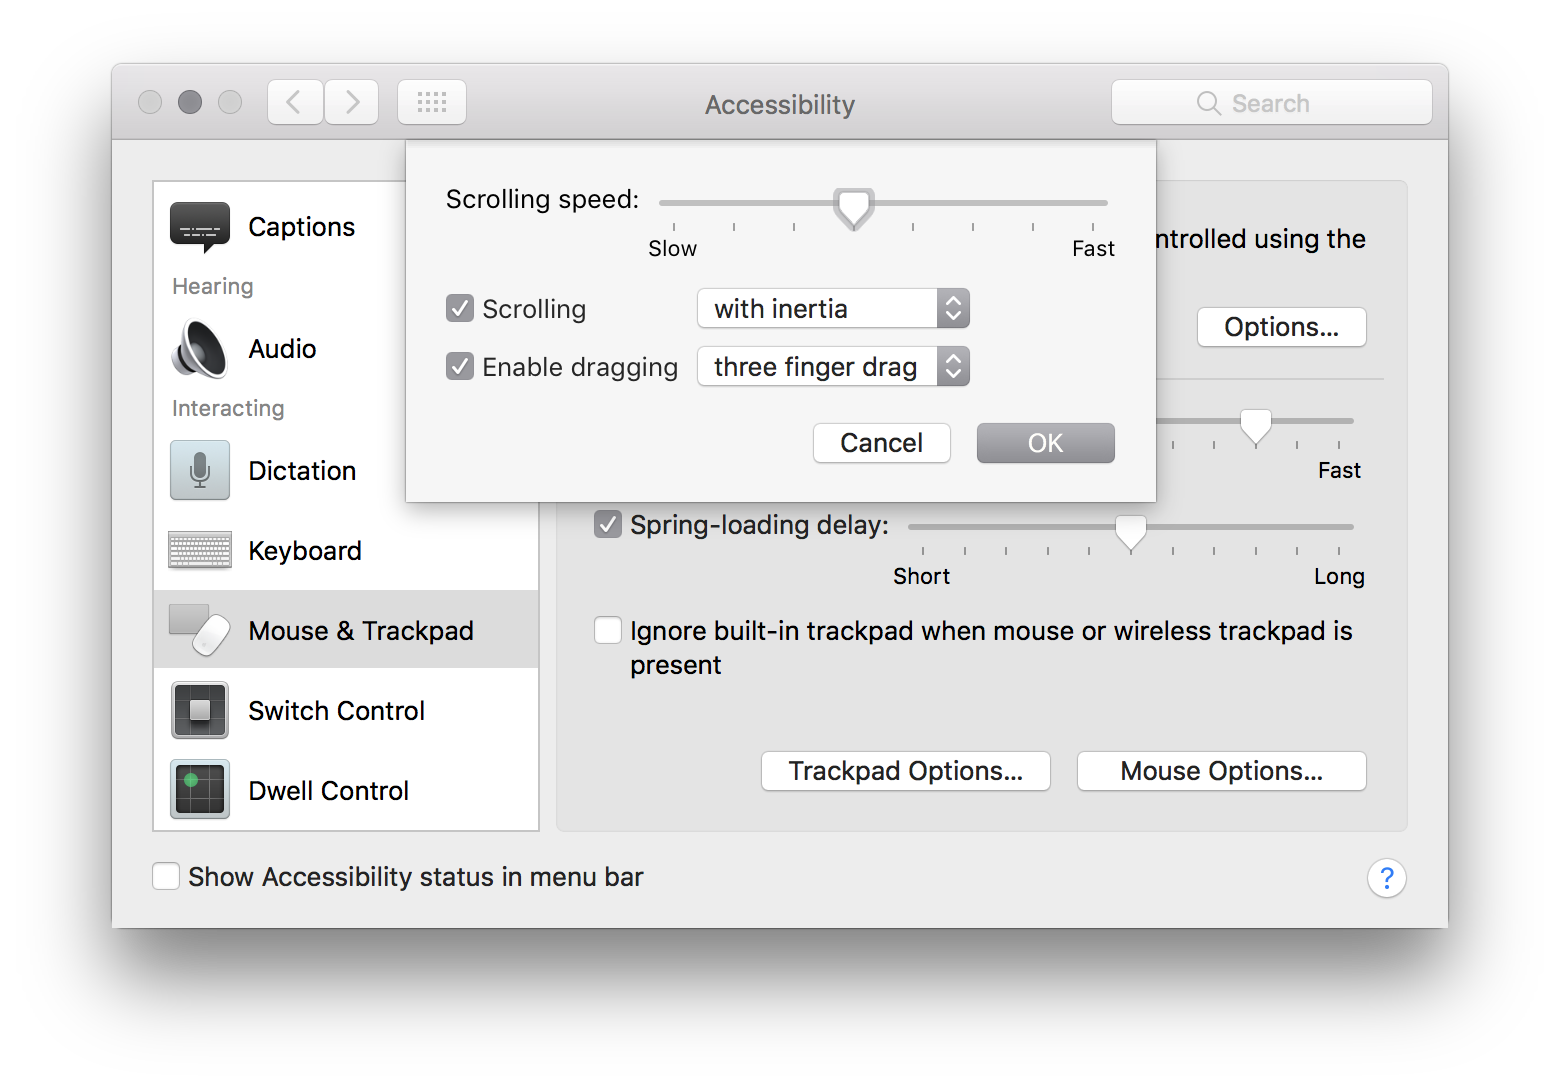 Accessibility
Search
Captions
Hearing
Audio
Interacting
Dictation
Keyboard
Mouse & Trackpad
Switch Control
Dwell Control
Scrolling speed:
Slow
Fast
Scrolling
with inertia
Enable dragging
three finger drag
Cancel
OK
ntrolled using the
Options...
Fast
Spring-loading delay:
Short
Long
Ignore built-in trackpad when mouse or wireless trackpad is
present
Trackpad Options...
Mouse Options...
Show Accessibility status in menu bar
?